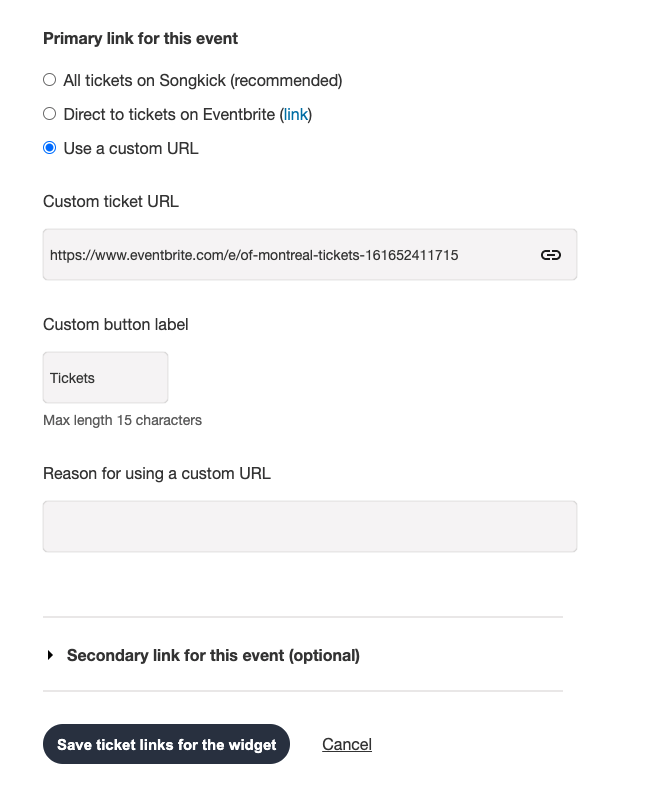 Primary link for this event
All tickets on Songkick (recommended)
Direct to tickets on Eventbrite (link)
Use a custom URL
Custom ticket URL
https://www.eventbrite.com/e/of-montreal-tickets-161652411715
Custom button label
Tickets
Max length 15 characters
Reason for using a custom URL
Secondary link for this event (optional)
Save ticket links for the widget Cancel